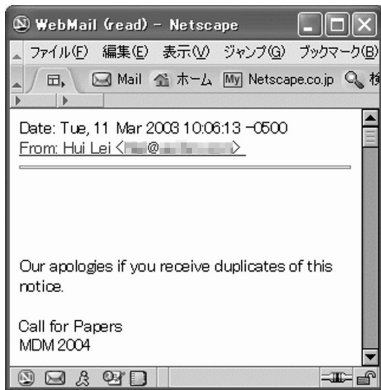 WebMail (read) - Netscape
ファイル(F) 編集(E) 表示(V) ジャンプ(G) ブックマーク(B)
Mail ホーム My Netscape.co.jp 検
Date: Tue, 11 Mar 2003 10:06:13 -0500
From: Hui Lei < @ >
Our apologies if you receive duplicates of this
notice.
Call for Papers
MDM 2004